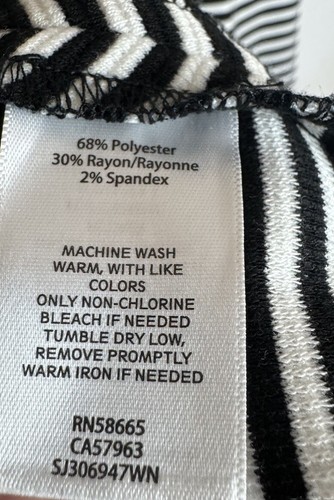 68% Polyester
30% Rayon/Rayonne
2% Spandex
MACHINE WASH
WARM, WITH LIKE
COLORS
ONLY NON-CHLORINE
BLEACH IF NEEDED
TUMBLE DRY LOW,
REMOVE PROMPTLY
WARM IRON IF NEEDED
RN58665
CA57963
SJ306947WN